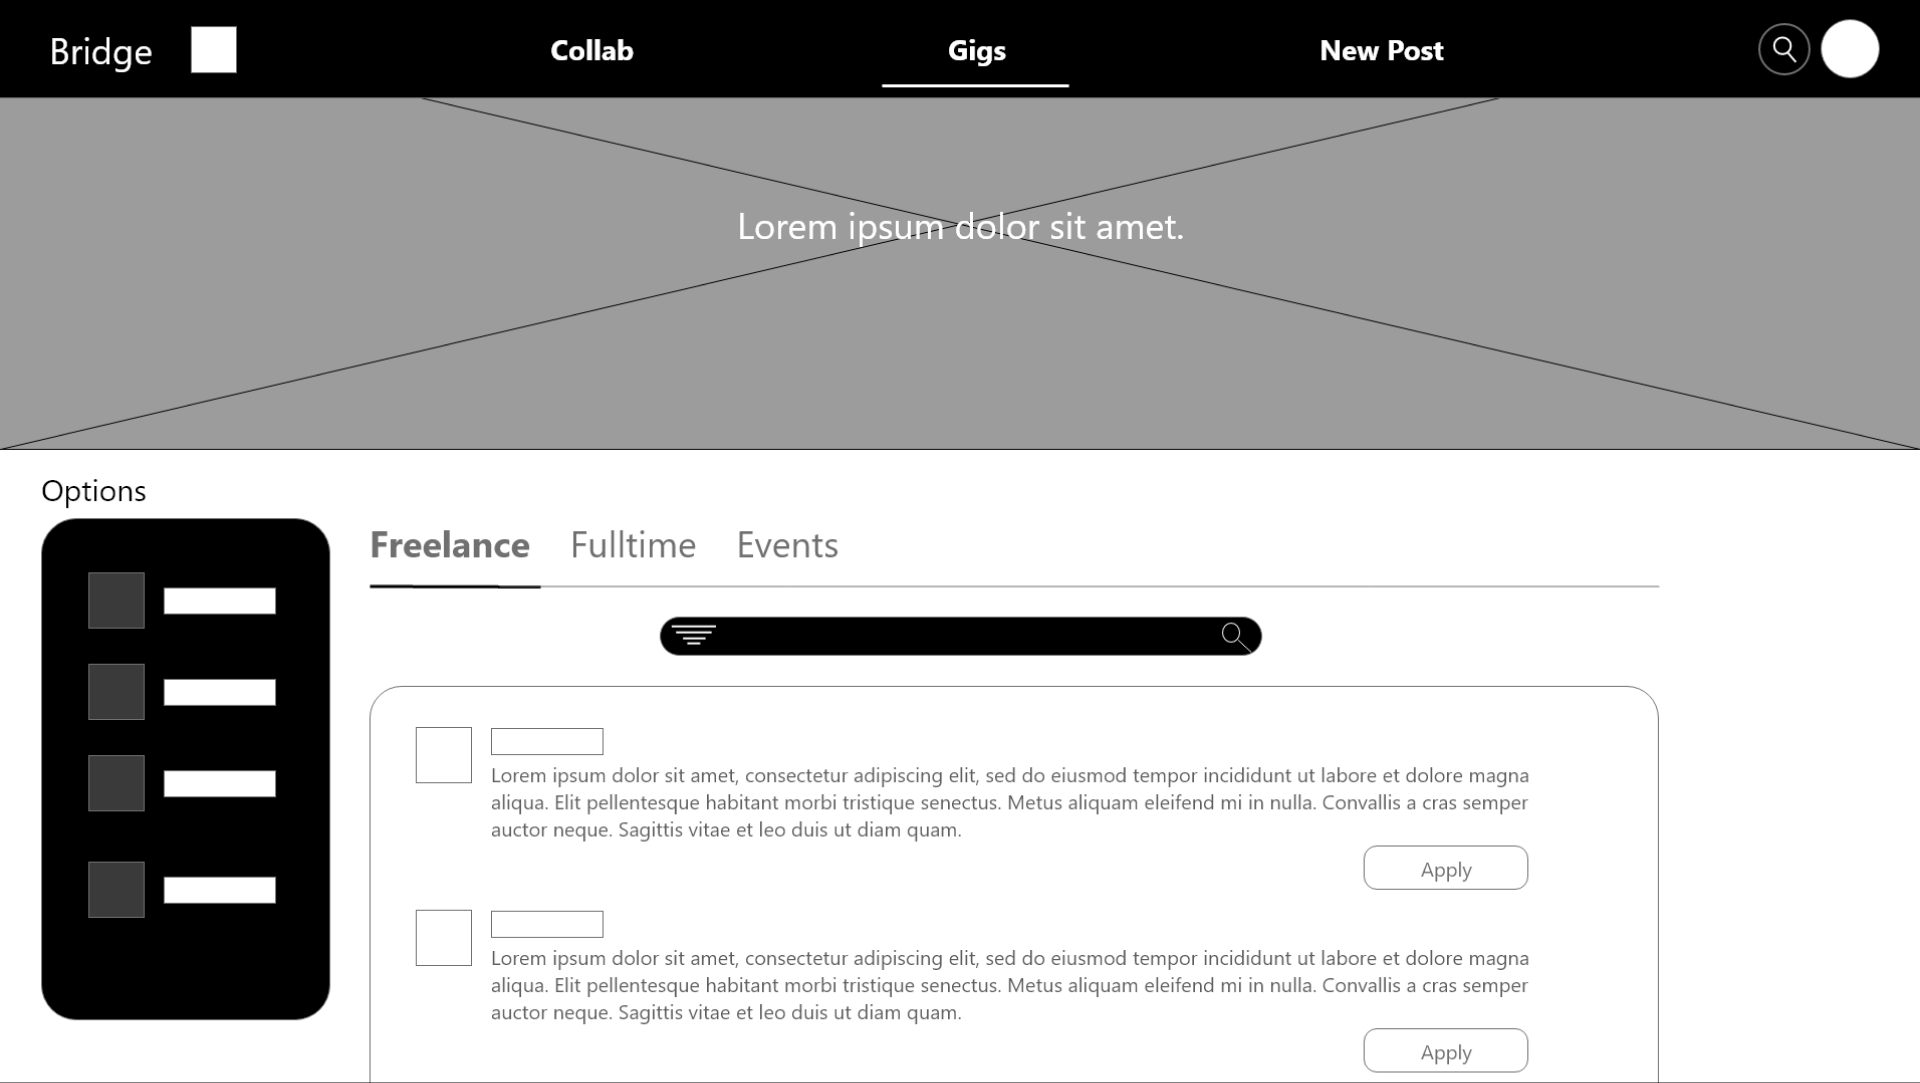 Bridge
Collab
Gigs
New Post
Lorem ipsum dolor sit amet.
Options
Freelance
Fulltime
Events
Lorem ipsum dolor sit amet, consectetur adipiscing elit, sed do eiusmod tempor incididunt ut labore et dolore magna
aliqua. Elit pellentesque habitant morbi tristique senectus. Metus aliquam eleifend mi in nulla. Convallis a cras semper
auctor neque. Sagittis vitae et leo duis ut diam quam.
Apply
Lorem ipsum dolor sit amet, consectetur adipiscing elit, sed do eiusmod tempor incididunt ut labore et dolore magna
aliqua. Elit pellentesque habitant morbi tristique senectus. Metus aliquam eleifend mi in nulla. Convallis a cras semper
auctor neque. Sagittis vitae et leo duis ut diam quam.
Apply